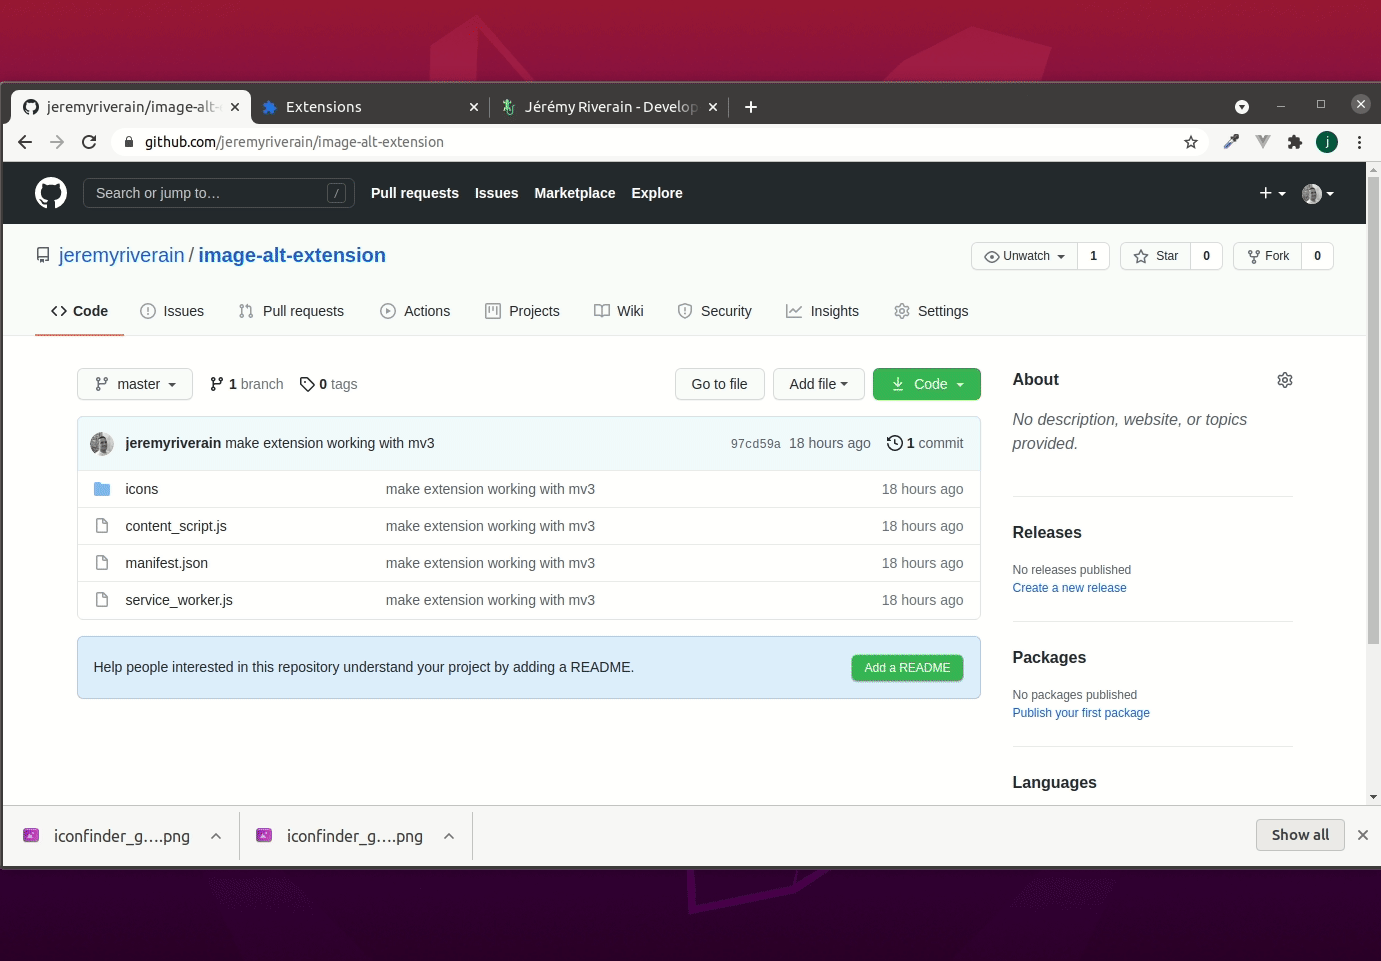 jeremyriverain/image-alt- Extensions Jérémy Riverain - Develop
github.com/jeremyriverain/image-alt-extension j
Search or jump to… / Pull requests Issues Marketplace Explore
jeremyriverain / image-alt-extension Unwatch 1 Star 0 Fork 0
Code Issues Pull requests Actions Projects Wiki Security Insights Settings
master 1 branch 0 tags Go to file Add file Code
jeremyriverain make extension working with mv3 97cd59a 18 hours ago 1 commit
icons make extension working with mv3 18 hours ago
content_script.js make extension working with mv3 18 hours ago
manifest.json make extension working with mv3 18 hours ago
service_worker.js make extension working with mv3 18 hours ago
Help people interested in this repository understand your project by adding a README. Add a README
About
No description, website, or topics
provided.
Releases
No releases published
Create a new release
Packages
No packages published
Publish your first package
Languages
iconfinder_g….png iconfinder_g….png Show all